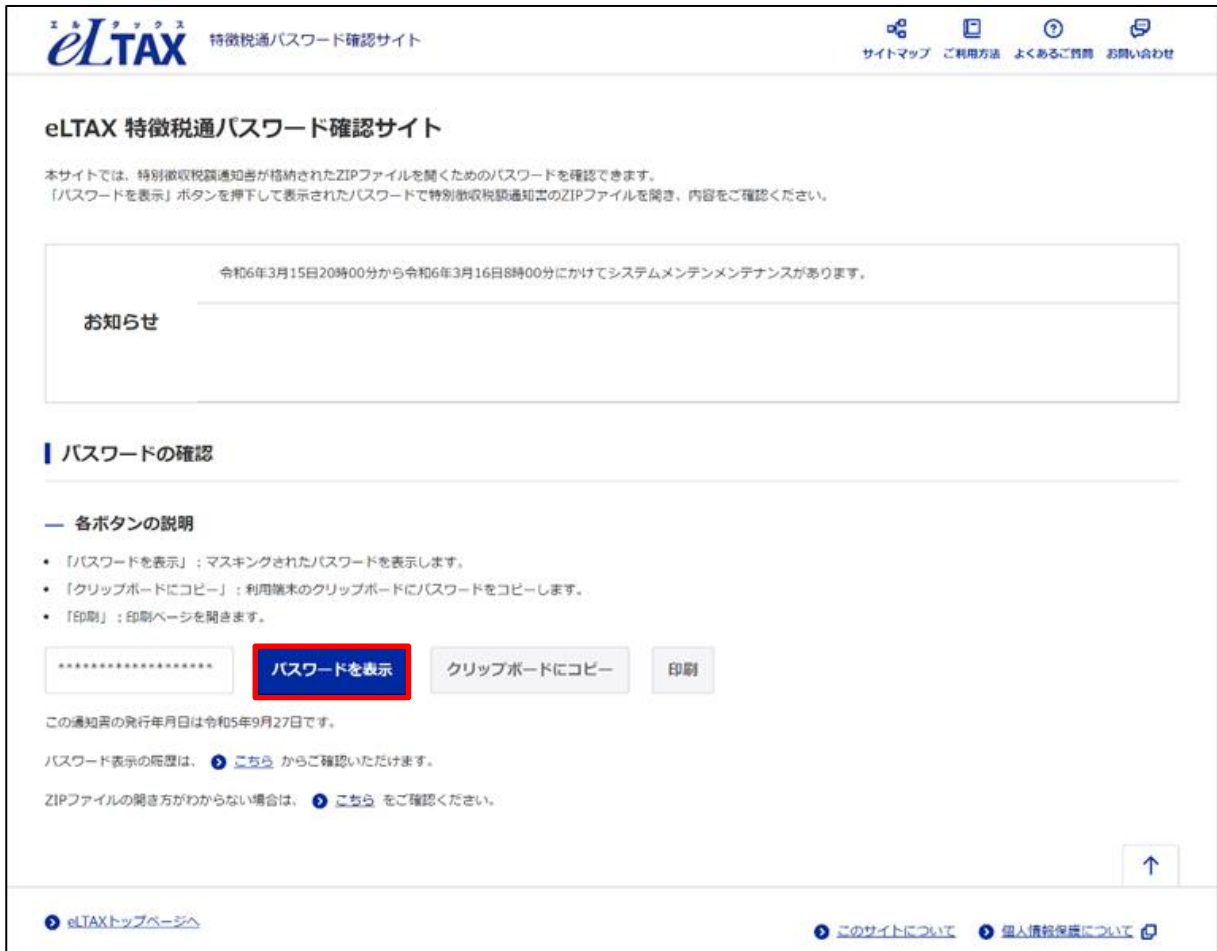 エルタックス
eLTAX 特徴税通パスワード確認サイト
サイトマップ ご利用方法 よくあるご質問 お問い合わせ
eLTAX 特徴税通パスワード確認サイト
本サイトでは、特別徴収税額通知書が格納されたZIPファイルを開くためのパスワードを確認できます。
「パスワードを表示」ボタンを押下して表示されたパスワードで特別徴収税額通知書のZIPファイルを開き、内容をご確認ください。
令和6年3月15日20時00分から令和6年3月16日8時00分にかけてシステムメンテンメンテナンスがあります。
お知らせ
パスワードの確認
— 各ボタンの説明
• 「パスワードを表示」：マスキングされたパスワードを表示します。
• 「クリップボードにコピー」：利用端末のクリップボードにパスワードをコピーします。
• 「印刷」：印刷ページを開きます。
******************* パスワードを表示 クリップボードにコピー 印刷
この通知書の発行年月日は令和5年9月27日です。
パスワード表示の履歴は、 こちら からご確認いただけます。
ZIPファイルの開き方がわからない場合は、 こちら をご確認ください。
↑
eLTAXトップページへ
このサイトについて 個人情報保護について